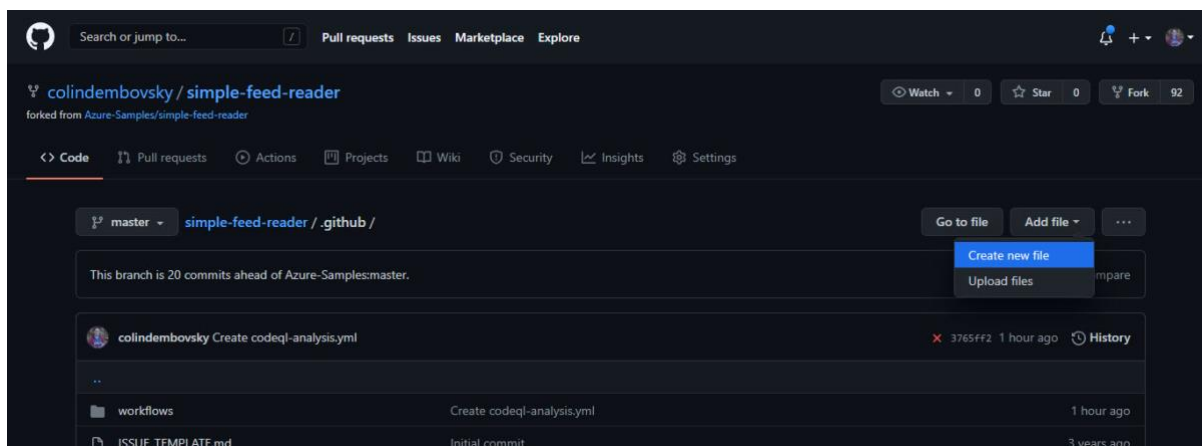 Search or jump to... / Pull requests Issues Marketplace Explore
colindembovsky / simple-feed-reader Watch 0 Star 0 Fork 92
forked from Azure-Samples/simple-feed-reader
<> Code Pull requests Actions Projects Wiki Security Insights Settings
master simple-feed-reader / .github / Go to file Add file ...
Create new file
This branch is 20 commits ahead of Azure-Samples:master. mpare
Upload files
colindembovsky Create codeql-analysis.yml 3765ff2 1 hour ago History
..
workflows Create codeql-analysis.yml 1 hour ago
ISSUE_TEMPLATE.md Initial commit 3 years ago